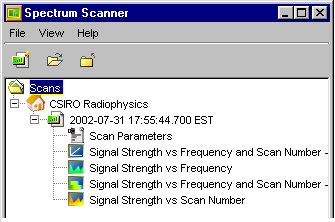 Spectrum Scanner
File View Help
Scans
CSIRO Radiophysics
2002-07-31 17:55:44.700 EST
Scan Parameters
Signal Strength vs Frequency and Scan Number -
Signal Strength vs Frequency
Signal Strength vs Frequency and Scan Number -
Signal Strength vs Scan Number